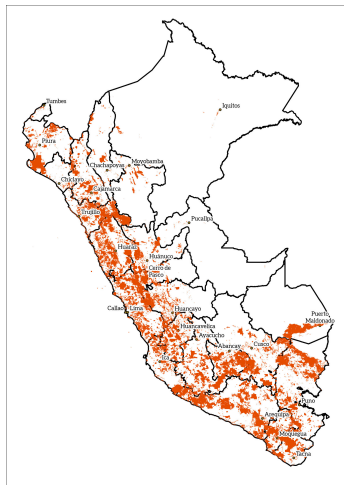 Tumbes
Iquitos
Piura
Moyobamba
Chachapoyas
Chiclayo
Cajamarca
Trujillo
Pucallpa
Huaraz
Huánuco
Cerro de
Pasco
Callao
Lima
Huancayo
Puerto
Maldonado
Huancavelica
Ayacucho
Cusco
Abancay
Ica
Puno
Arequipa
Moquegua
Tacna